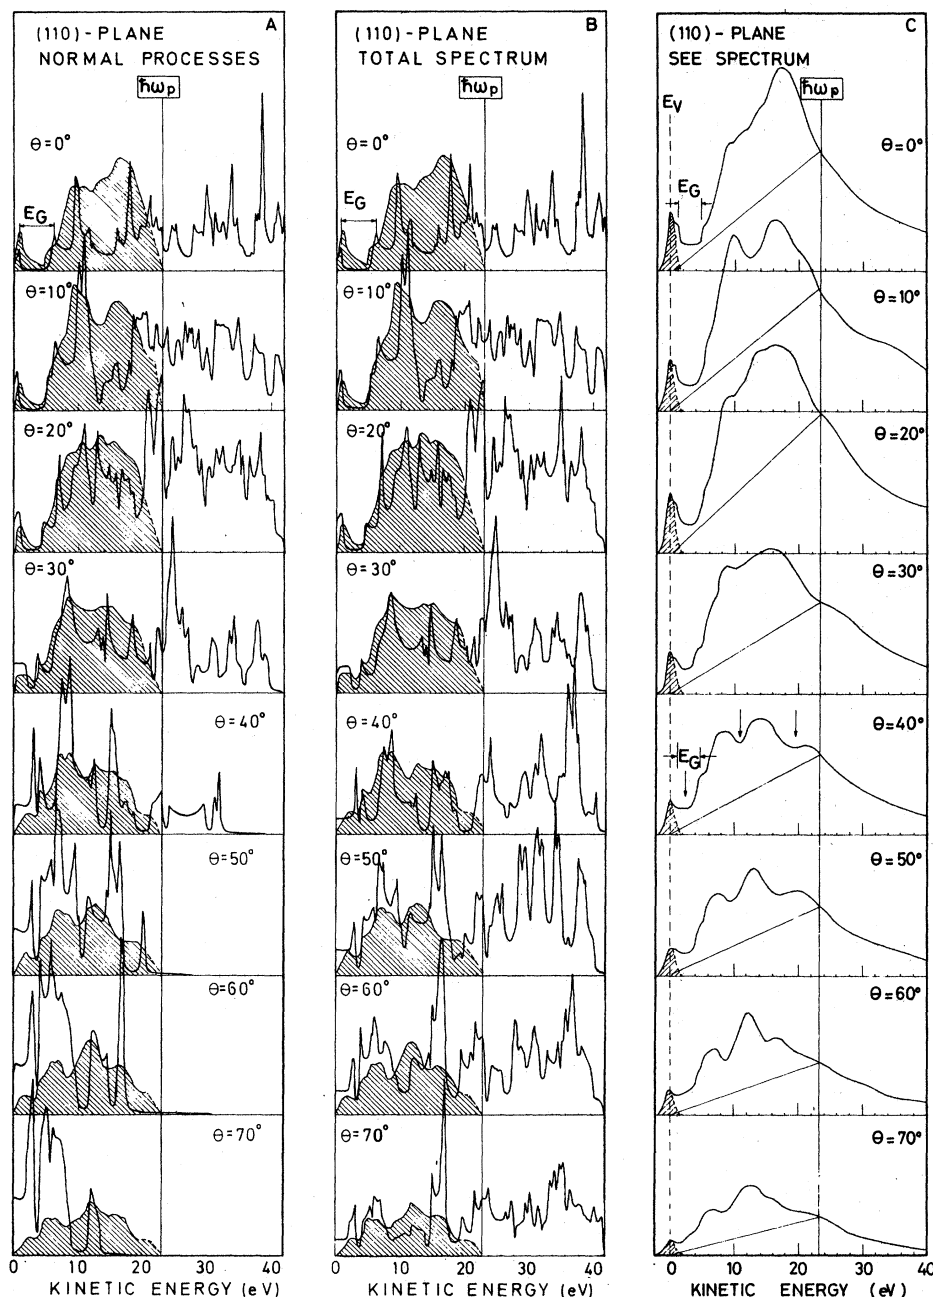 A
(110)-PLANE
NORMAL PROCESSES
ħωp
θ=0°
EG
θ=10°
θ=20°
θ=30°
θ=40°
θ=50°
θ=60°
θ=70°
0 10 20 30 40
KINETIC ENERGY (eV)
B
(110)-PLANE
TOTAL SPECTRUM
ħωp
θ=0°
EG
θ=10°
θ=20°
θ=30°
θ=40°
θ=50°
θ=60°
θ=70°
0 10 20 30 40
KINETIC ENERGY (eV)
C
(110)-PLANE
SEE SPECTRUM
ħωp
EV
θ=0°
EG
θ=10°
θ=20°
θ=30°
θ=40°
EG
θ=50°
θ=60°
θ=70°
0 10 20 30 40
KINETIC ENERGY (eV)